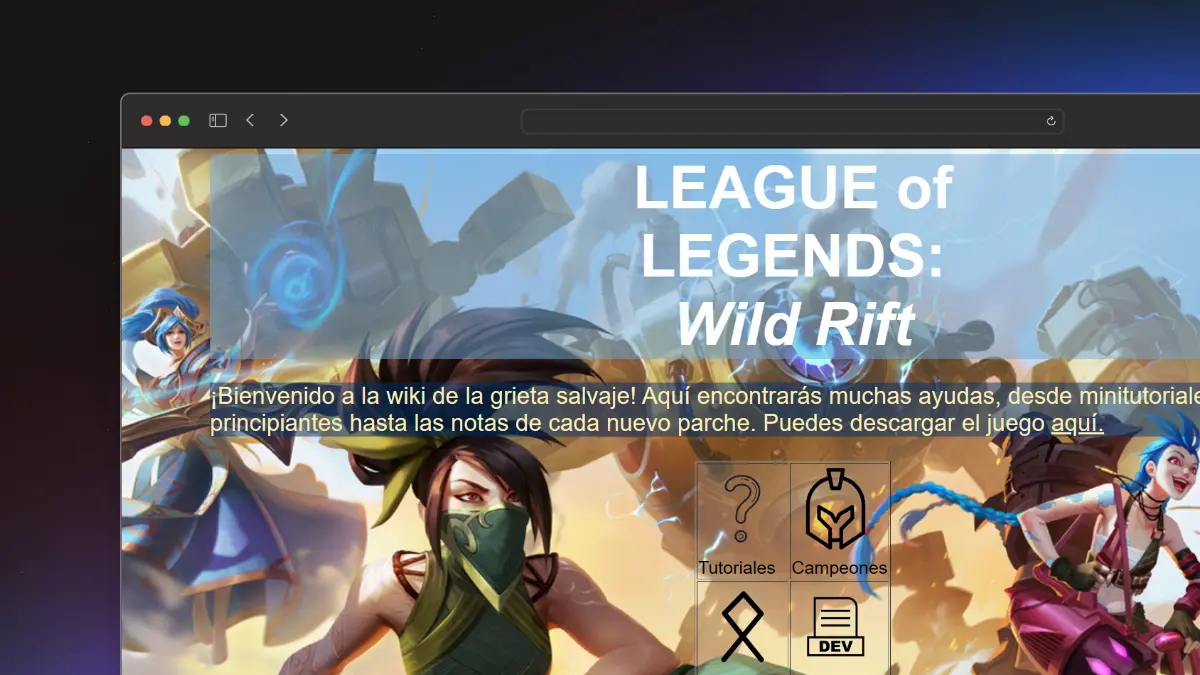 LEAGUE of
LEGENDS:
Wild Rift
¡Bienvenido a la wiki de la grieta salvaje! Aquí encontrarás muchas ayudas, desde minitutoriale
principiantes hasta las notas de cada nuevo parche. Puedes descargar el juego aquí.
Tutoriales Campeones
DEV